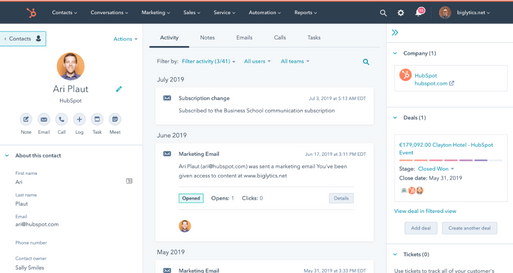 Contacts
Conversations
Marketing
Sales
Service
Automation
Reports
biglytics.net
Contacts
Actions
Ari Plaut
HubSpot
Note
Email
Call
Log
Task
Meet
About this contact
First name
Ari
Last name
Plaut
Email
ari@hubspot.com
Phone number
Contact owner
Sally Smiles
Activity
Notes
Emails
Calls
Tasks
Filter by: Filter activity (3/41) All users All teams
July 2019
Subscription change Jul 3, 2019 at 5:13 AM EDT
Subscribed to the Business School communication subscription
June 2019
Marketing Email Jun 17, 2019 at 3:51 PM EDT
Ari Plaut (ari@hubspot.com) was sent a marketing email You've been
given access to content at www.biglytics.net
Opened Opens: 1 Clicks: 0 Details
May 2019
Marketing Email May 31, 2019 at 3:33 PM EDT
Company (1)
HubSpot
hubspot.com
Deals (1)
€179,092.00 Clayton Hotel - HubSpot
Event
Stage: Closed Won
Close date: May 31, 2019
View deal in filtered view
Add deal
Create another deal
Tickets (0)
Use tickets to track all of your customer's